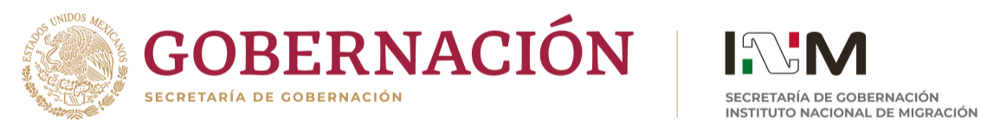 ESTADOS UNIDOS MEXICANOS
GOBERNACIÓN
SECRETARÍA DE GOBERNACIÓN
INM
SECRETARÍA DE GOBERNACIÓN
INSTITUTO NACIONAL DE MIGRACIÓN